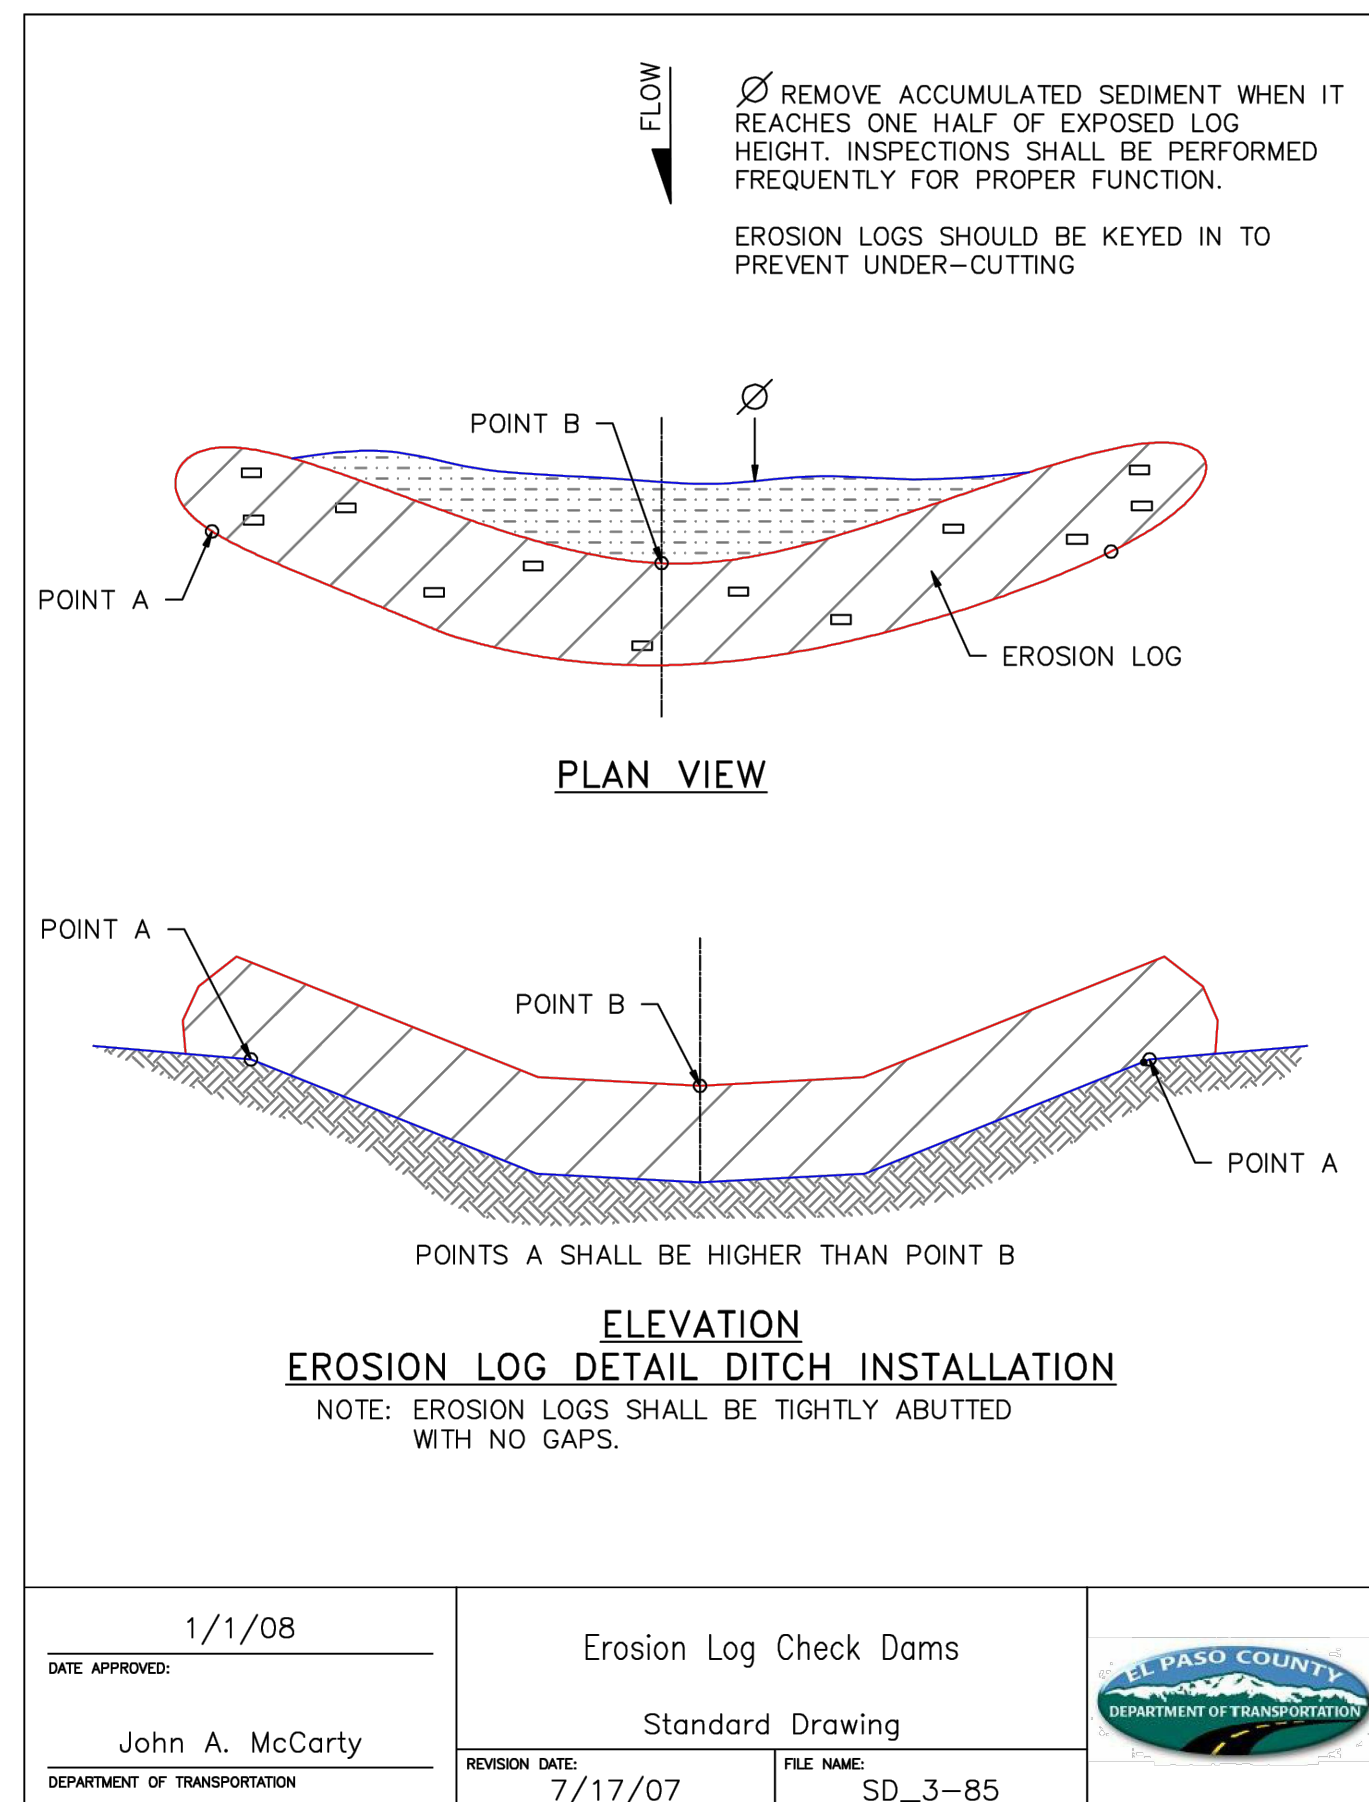 FLOW
Ø REMOVE ACCUMULATED SEDIMENT WHEN IT
REACHES ONE HALF OF EXPOSED LOG
HEIGHT. INSPECTIONS SHALL BE PERFORMED
FREQUENTLY FOR PROPER FUNCTION.
EROSION LOGS SHOULD BE KEYED IN TO
PREVENT UNDER-CUTTING
Ø
POINT B
POINT A
EROSION LOG
PLAN VIEW
POINT A
POINT B
POINT A
POINTS A SHALL BE HIGHER THAN POINT B
ELEVATION
EROSION LOG DETAIL DITCH INSTALLATION
NOTE: EROSION LOGS SHALL BE TIGHTLY ABUTTED
WITH NO GAPS.
1/1/08
DATE APPROVED:
John A. McCarty
DEPARTMENT OF TRANSPORTATION
Erosion Log Check Dams
Standard Drawing
REVISION DATE:
7/17/07
FILE NAME:
SD_3-85
EL PASO COUNTY
DEPARTMENT OF TRANSPORTATION